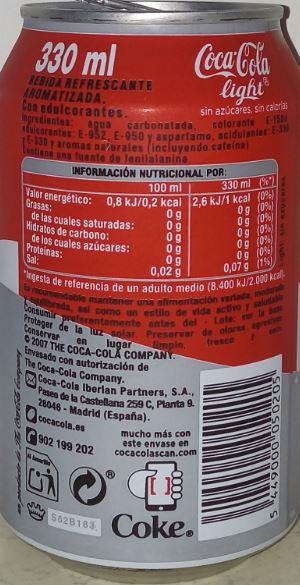 330 ml
Coca-Cola
light
sin azúcares, sin calorías
BEBIDA REFRESCANTE
AROMATIZADA.
Con edulcorantes.
Ingredientes: agua carbonatada, colorante E-150d
edulcorantes: E-952, E-950 y aspartamo, acidulantes: E-330
E-330 y aromas naturales (incluyendo cafeína)
Contiene una fuente de fenilalanina
INFORMACIÓN NUTRICIONAL POR:
100 ml 330 ml (%*)
Valor energético: 0,8 kJ/0,2 kcal 2,6 kJ/1 kcal (0%)
Grasas: 0 g 0 g (0%)
de las cuales saturadas: 0 g 0 g (0%)
Hidratos de carbono: 0 g 0 g (0%)
de los cuales azúcares: 0 g 0 g (0%)
Proteínas: 0 g 0 g (0%)
Sal: 0,02 g 0,07 g (1%)
*Ingesta de referencia de un adulto medio (8.400 kJ/2.000 kcal).
Es recomendable mantener una alimentación variada, moderada
y equilibrada, así como un estilo de vida activo y saludable
Consumir preferentemente antes del - Lote: ver la base
Proteger de la luz solar. Preservar de olores agresivos
Conservar en lugar limpio, fresco
© 2007 THE COCA-COLA COMPANY.
Envasado con autorización de
The Coca-Cola Company.
Coca-Cola Iberian Partners, S.A.,
Paseo de la Castellana 259 C, Planta 9.
28046 - Madrid (España).
cocacola.es
902 199 202
mucho más con
este envase en
cocacolascan.com
Al Amarillo
S62B183
Coke®
5 449000 050205